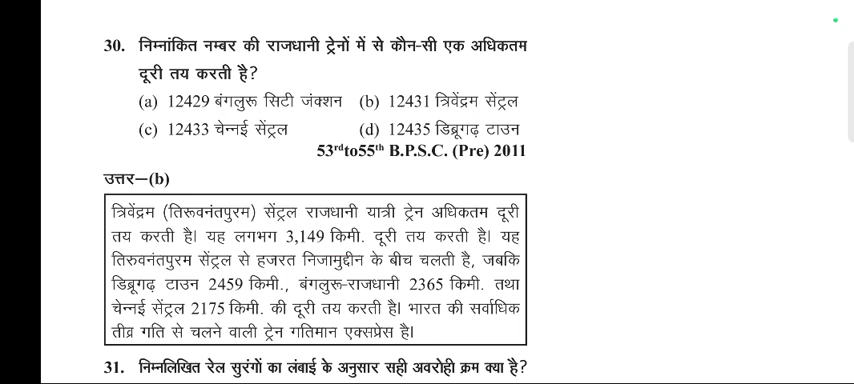 30. निम्नांकित नम्बर की राजधानी ट्रेनों में से कौन-सी एक अधिकतम
दूरी तय करती है?
(a) 12429 बंगलुरू सिटी जंक्शन (b) 12431 त्रिवेंद्रम सेंट्रल
(c) 12433 चेन्नई सेंट्रल (d) 12435 डिब्रूगढ़ टाउन
53rdto55th B.P.S.C. (Pre) 2011
उत्तर—(b)
त्रिवेंद्रम (तिरूवनंतपुरम) सेंट्रल राजधानी यात्री ट्रेन अधिकतम दूरी
तय करती है। यह लगभग 3,149 किमी. दूरी तय करती है। यह
तिरुवनंतपुरम सेंट्रल से हजरत निजामुद्दीन के बीच चलती है, जबकि
डिब्रूगढ़ टाउन 2459 किमी., बंगलुरू-राजधानी 2365 किमी. तथा
चेन्नई सेंट्रल 2175 किमी. की दूरी तय करती है। भारत की सर्वाधिक
तीव्र गति से चलने वाली ट्रेन गतिमान एक्सप्रेस है।
31. निम्नलिखित रेल सुरंगों का लंबाई के अनुसार सही अवरोही क्रम क्या है?